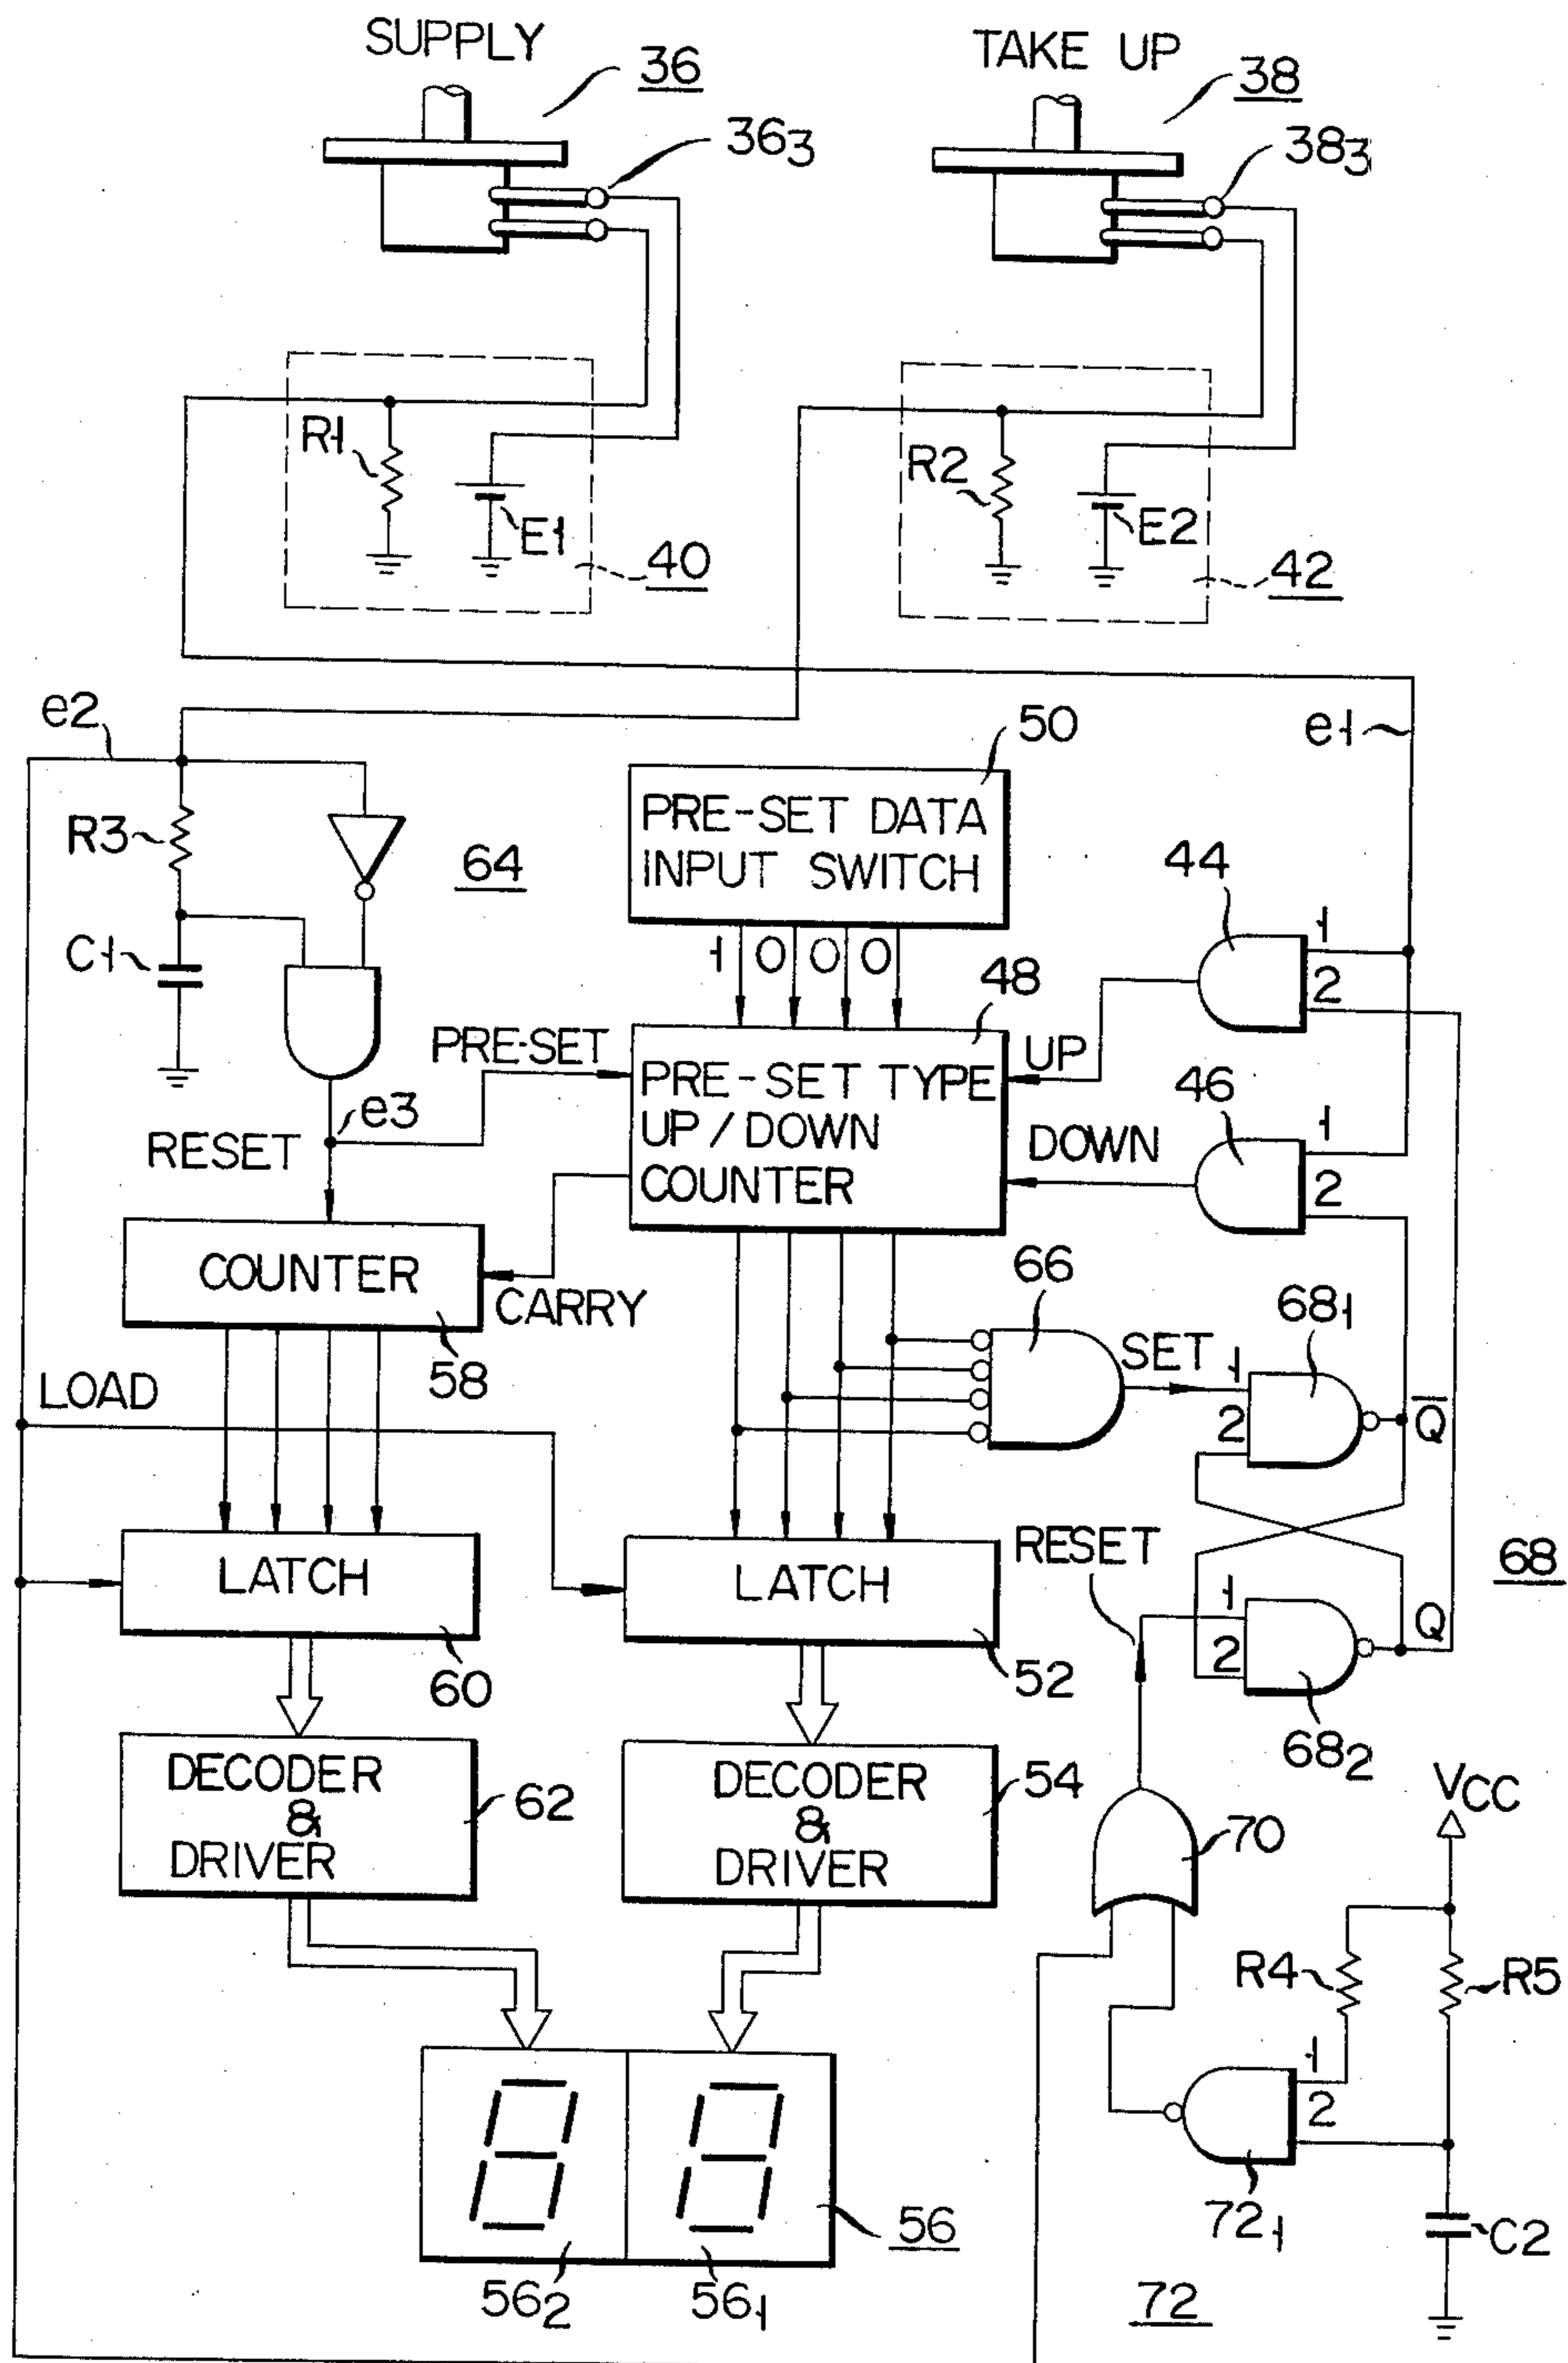 SUPPLY
36
36₃
TAKE UP
38
38₃
R1
E1
40
R2
E2
42
e2
e1
R3
C1
64
50
PRE-SET DATA
INPUT SWITCH
1 0 0 0
44
1
2
48
PRE-SET
UP
PRE-SET TYPE
UP/DOWN
COUNTER
46
1
2
DOWN
e3
RESET
COUNTER
58
CARRY
66
SET
68₁
1
2
Q̅
LOAD
LATCH
60
LATCH
52
RESET
68
1
2
Q
68₂
DECODER
&
DRIVER
62
DECODER
&
DRIVER
54
70
VCC
R4
R5
1
2
72₁
C2
72
8
8
56
56₂
56₁